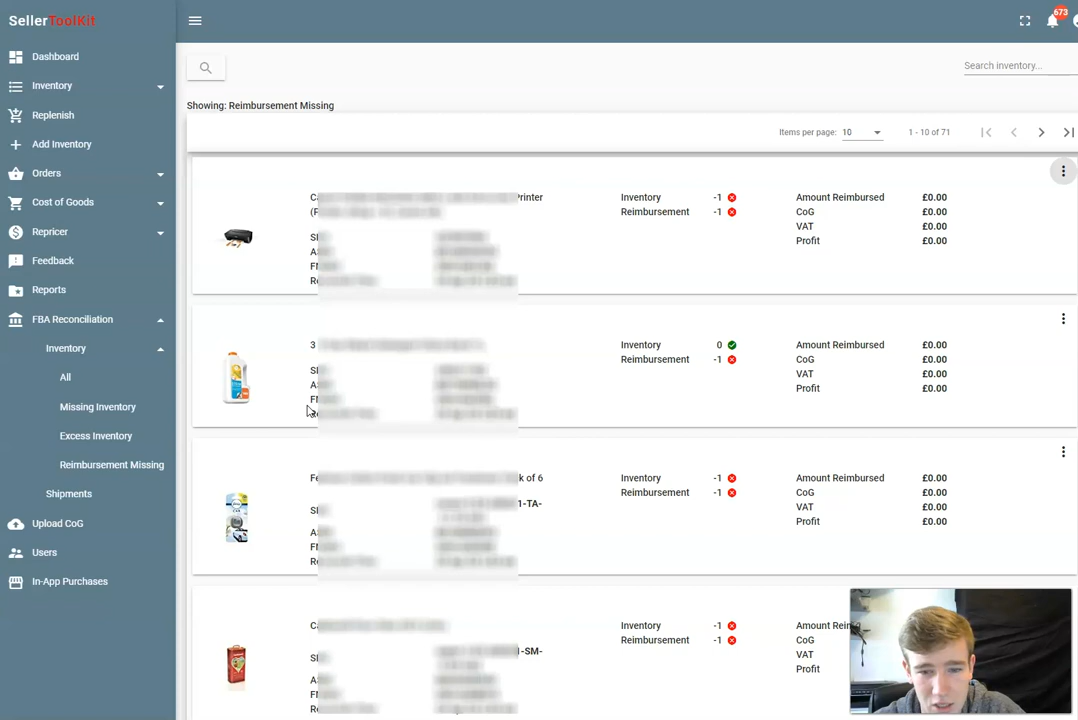 SellerToolKit
673
Dashboard
Inventory
Replenish
Add Inventory
Orders
Cost of Goods
Repricer
Feedback
Reports
FBA Reconciliation
Inventory
All
Missing Inventory
Excess Inventory
Reimbursement Missing
Shipments
Upload CoG
Users
In-App Purchases
Search inventory...
Showing: Reimbursement Missing
Items per page: 10 1 - 10 of 71
Printer
Inventory -1
Reimbursement -1
Amount Reimbursed £0.00
CoG £0.00
VAT £0.00
Profit £0.00
3
Inventory 0
Reimbursement -1
Amount Reimbursed £0.00
CoG £0.00
VAT £0.00
Profit £0.00
of 6
1-TA-
Inventory -1
Reimbursement -1
Amount Reimbursed £0.00
CoG £0.00
VAT £0.00
Profit £0.00
1-SM-
Inventory -1
Reimbursement -1
Amount
CoG
VAT
Profit